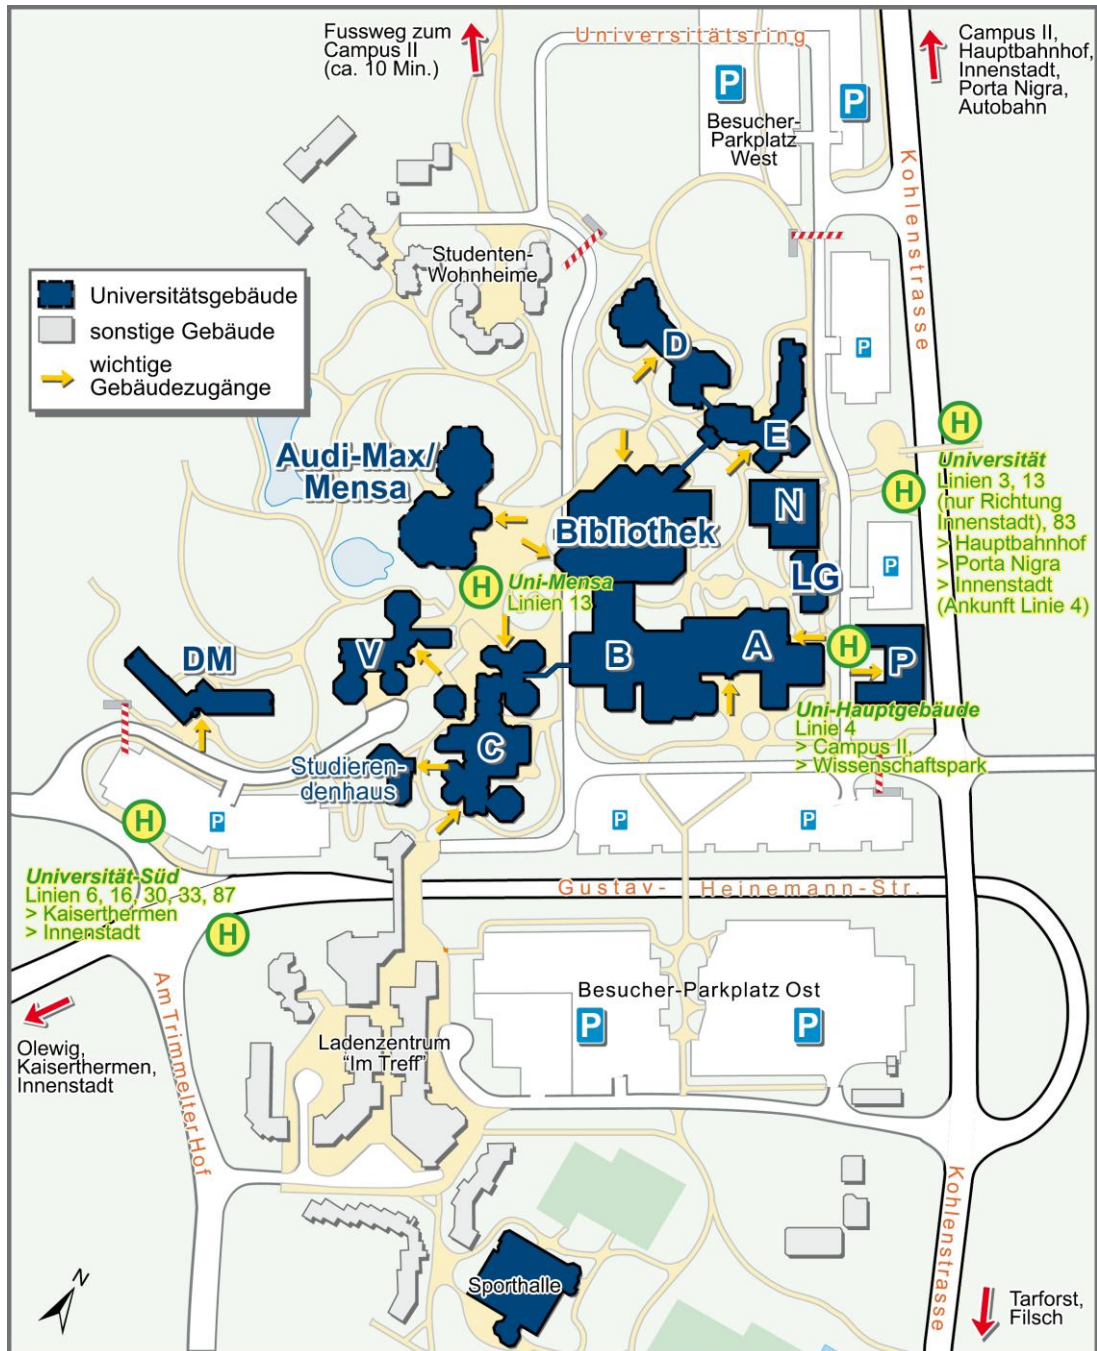 Fussweg zum
Campus II
(ca. 10 Min.)
Universitätsring
Campus II,
Hauptbahnhof,
Innenstadt,
Porta Nigra,
Autobahn
P
P
Besucher-
Parkplatz
West
Kohlenstrasse
Studenten-
Wohnheime
Universitätsgebäude
sonstige Gebäude
wichtige
Gebäudezugänge
D
P
E
Audi-Max/
Mensa
H
Universität
Linien 3, 13
(nur Richtung
Innenstadt), 83
> Hauptbahnhof
> Porta Nigra
> Innenstadt
(Ankunft Linie 4)
H
N
Bibliothek
P
LG
H
Uni-Mensa
Linien 13
V
DM
B
A
H
P
Uni-Hauptgebäude
Linie 4
> Campus II,
> Wissenschaftspark
C
Studieren-
denhaus
H
P
P
P
Universität-Süd
Linien 6, 16, 30, 33, 87
> Kaiserthermen
> Innenstadt
H
Gustav- Heinemann-Str.
Am Trimmelter Hof
Besucher-Parkplatz Ost
P
P
Olewig,
Kaiserthermen,
Innenstadt
Ladenzentrum
"Im Treff"
Kohlenstrasse
Sporthalle
N
Tarforst,
Filsch